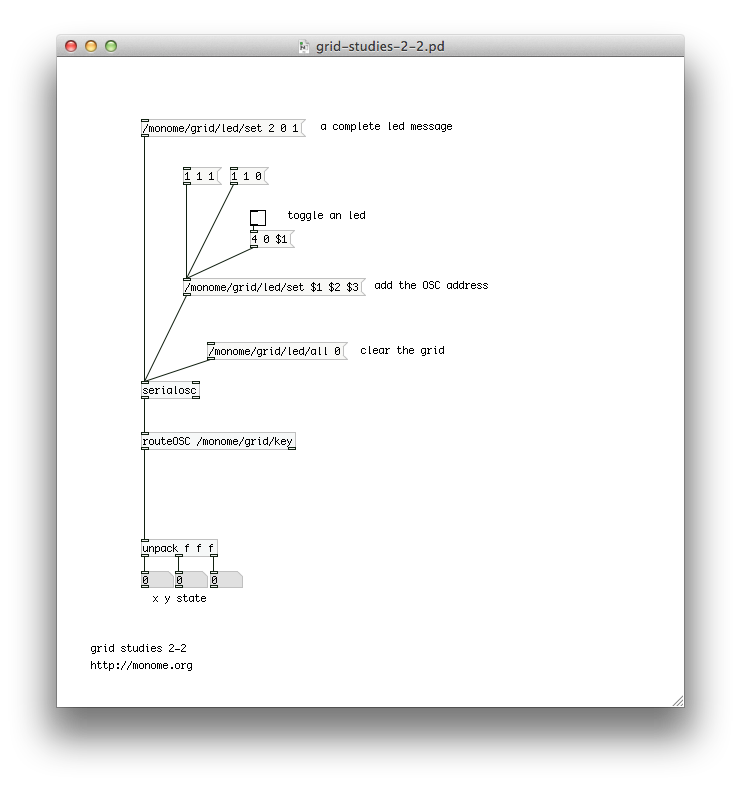 grid-studies-2-2.pd
/monome/grid/led/set 2 0 1
a complete led message
1 1 1
1 1 0
toggle an led
4 0 $1
/monome/grid/led/set $1 $2 $3
add the OSC address
/monome/grid/led/all 0
clear the grid
serialosc
routeOSC /monome/grid/key
unpack f f f
0
0
0
x y state
grid studies 2-2
http://monome.org